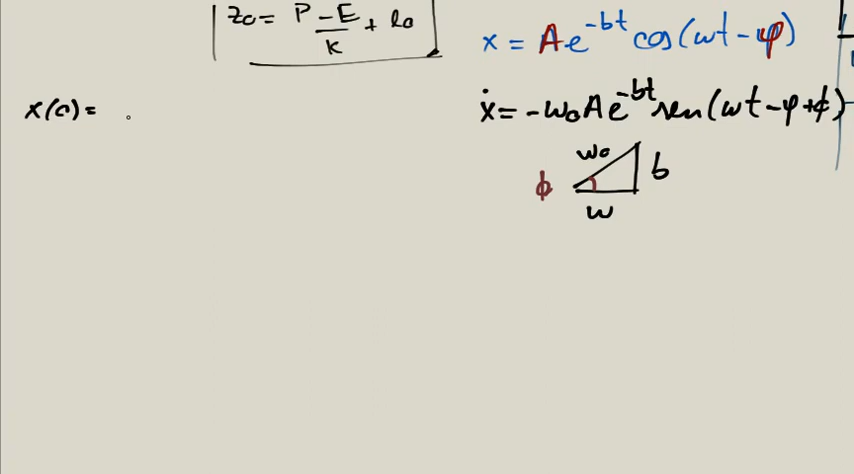 z₀ = P - E / k + l₀
x = Ae^-bt cos(ωt - φ)
x(0) =
ẋ = -ω₀Ae^-bt sen(ωt - φ + ϕ)
ω₀
ϕ
b
ω